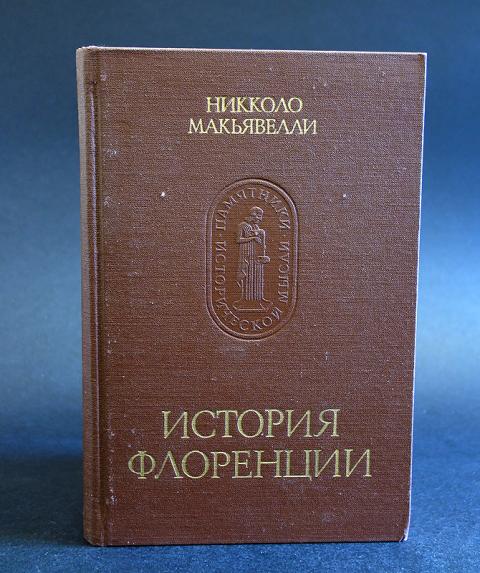 НИККОЛО
МАКЬЯВЕЛЛИ
ПАМЯТНИКИ · ИСТОРИЧЕСКОЙ МЫСЛИ ·
ИСТОРИЯ
ФЛОРЕНЦИИ